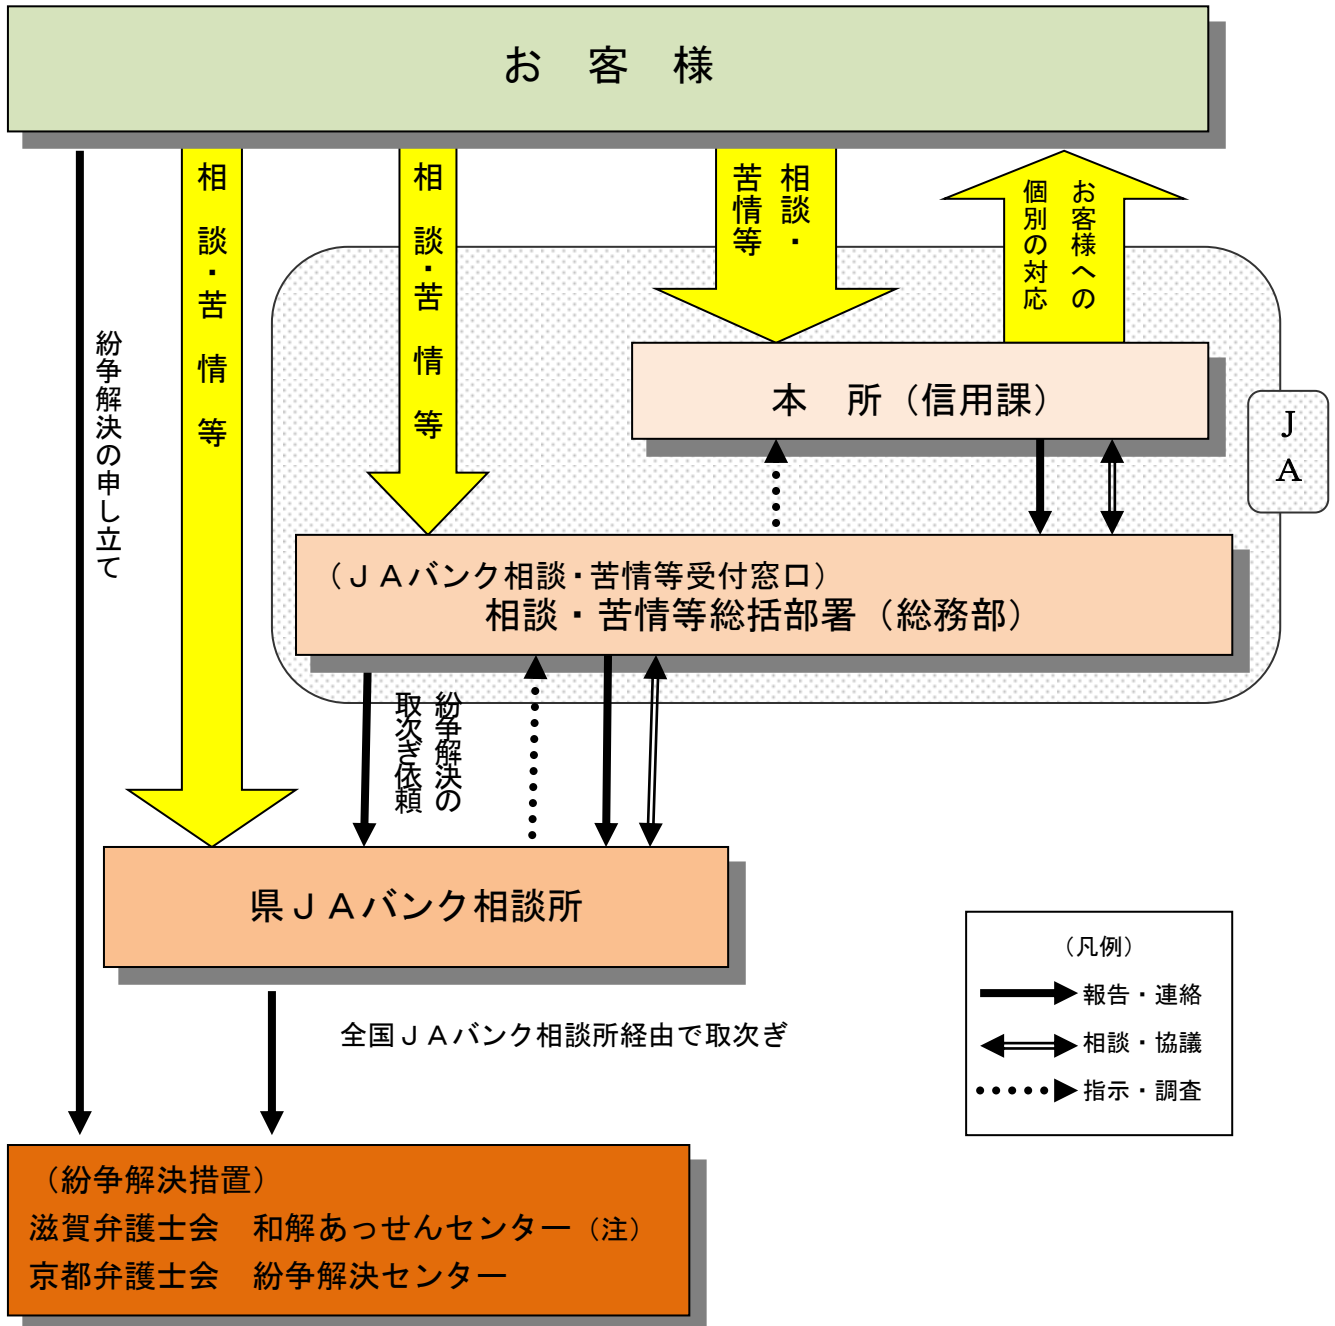 お　客　様
相　談・苦　情　等
相　談・苦　情　等
相談・
苦情等
お客様への
個別の対応
紛争解決の申し立て
本　所（信用課）
ＪＡ
（ＪＡバンク相談・苦情等受付窓口）
相談・苦情等総括部署（総務部）
紛争解決の
取次ぎ依頼
県ＪＡバンク相談所
（凡例）
報告・連絡
相談・協議
指示・調査
全国ＪＡバンク相談所経由で取次ぎ
（紛争解決措置）
滋賀弁護士会　和解あっせんセンター（注）
京都弁護士会　紛争解決センター